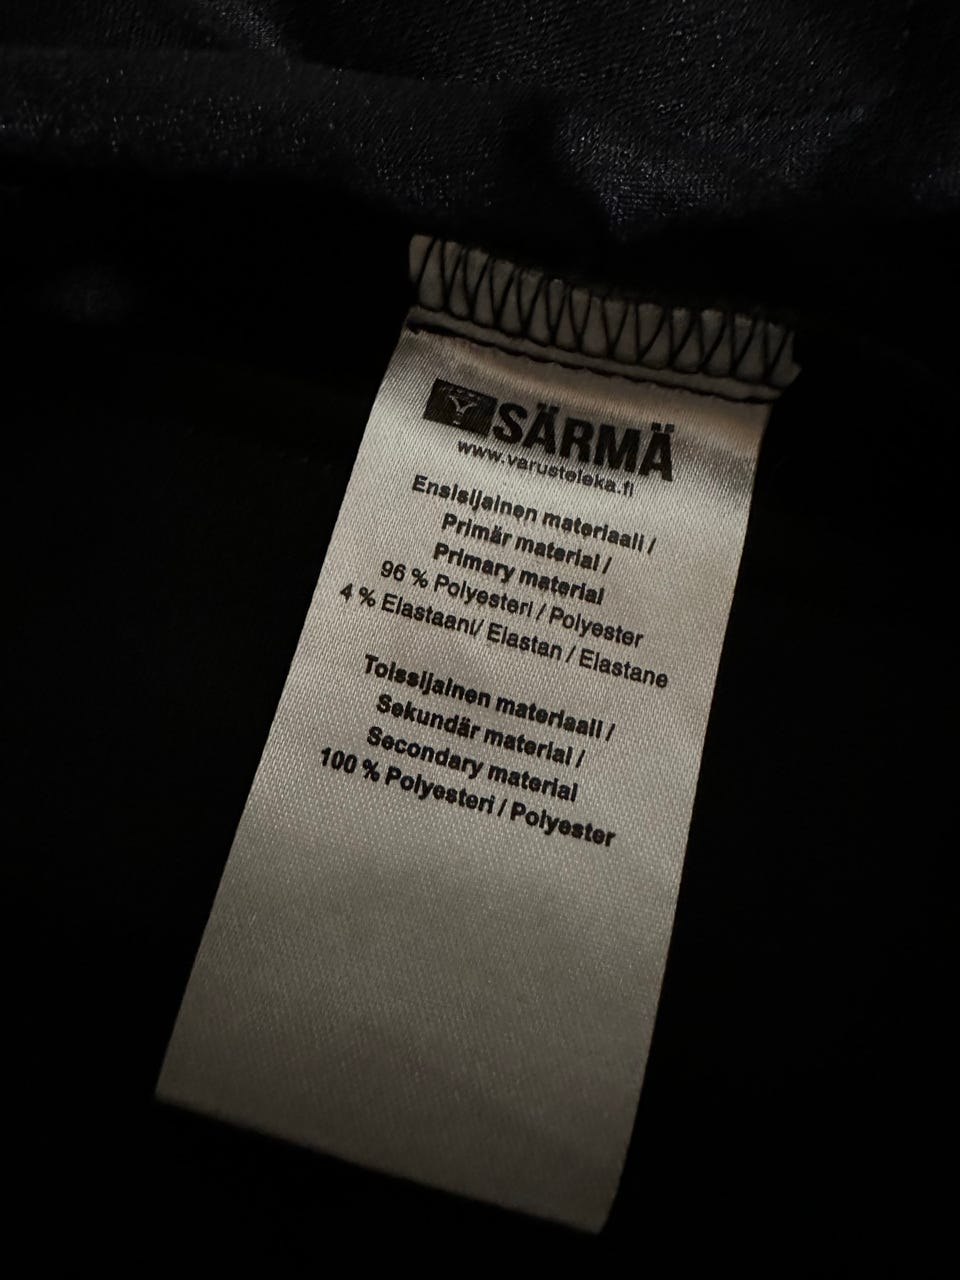 SÄRMÄ
www.varusteleka.fi
Ensisijainen materiaali /
Primär material /
Primary material
96 % Polyesteri / Polyester
4 % Elastaani/ Elastan / Elastane
Toissijainen materiaali /
Sekundär material /
Secondary material
100 % Polyesteri / Polyester